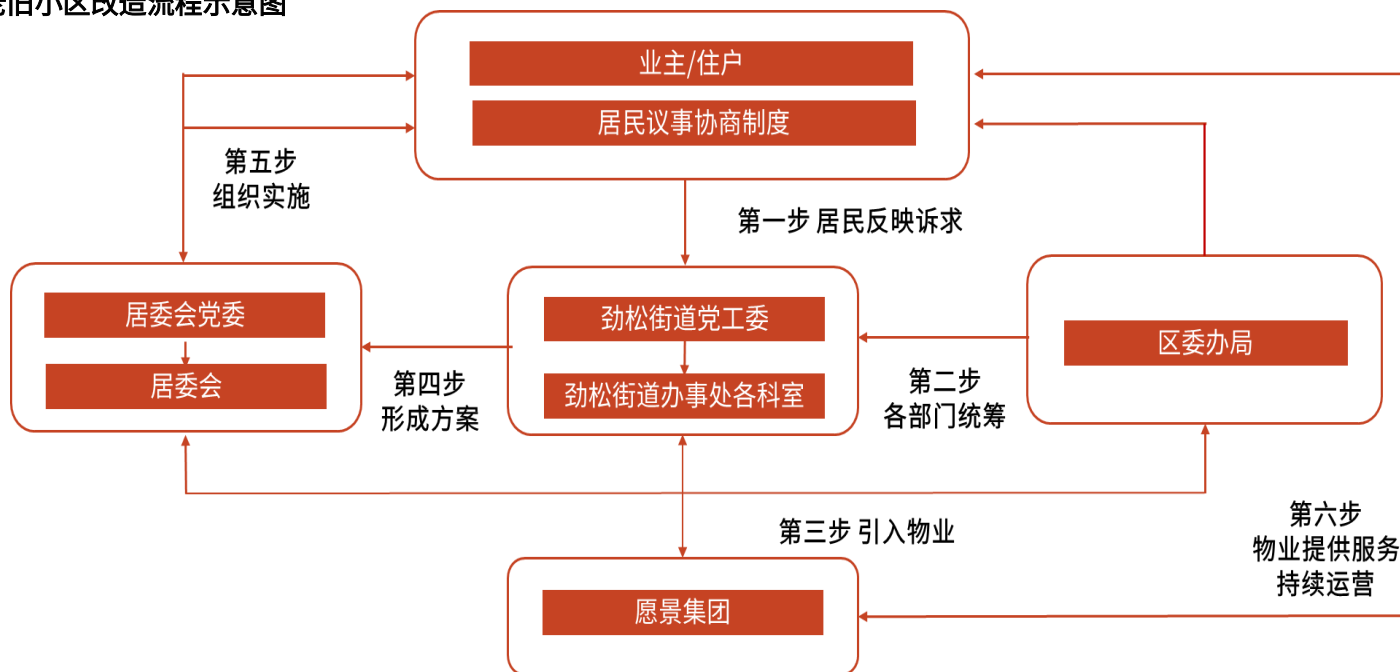 旧小区改造流程示意图
业主/住户
居民议事协商制度
第五步
组织实施
第一步 居民反映诉求
居委会党委
居委会
劲松街道党工委
劲松街道办事处各科室
区委办局
第四步
形成方案
第二步
各部门统筹
第三步 引入物业
第六步
物业提供服务
持续运营
愿景集团